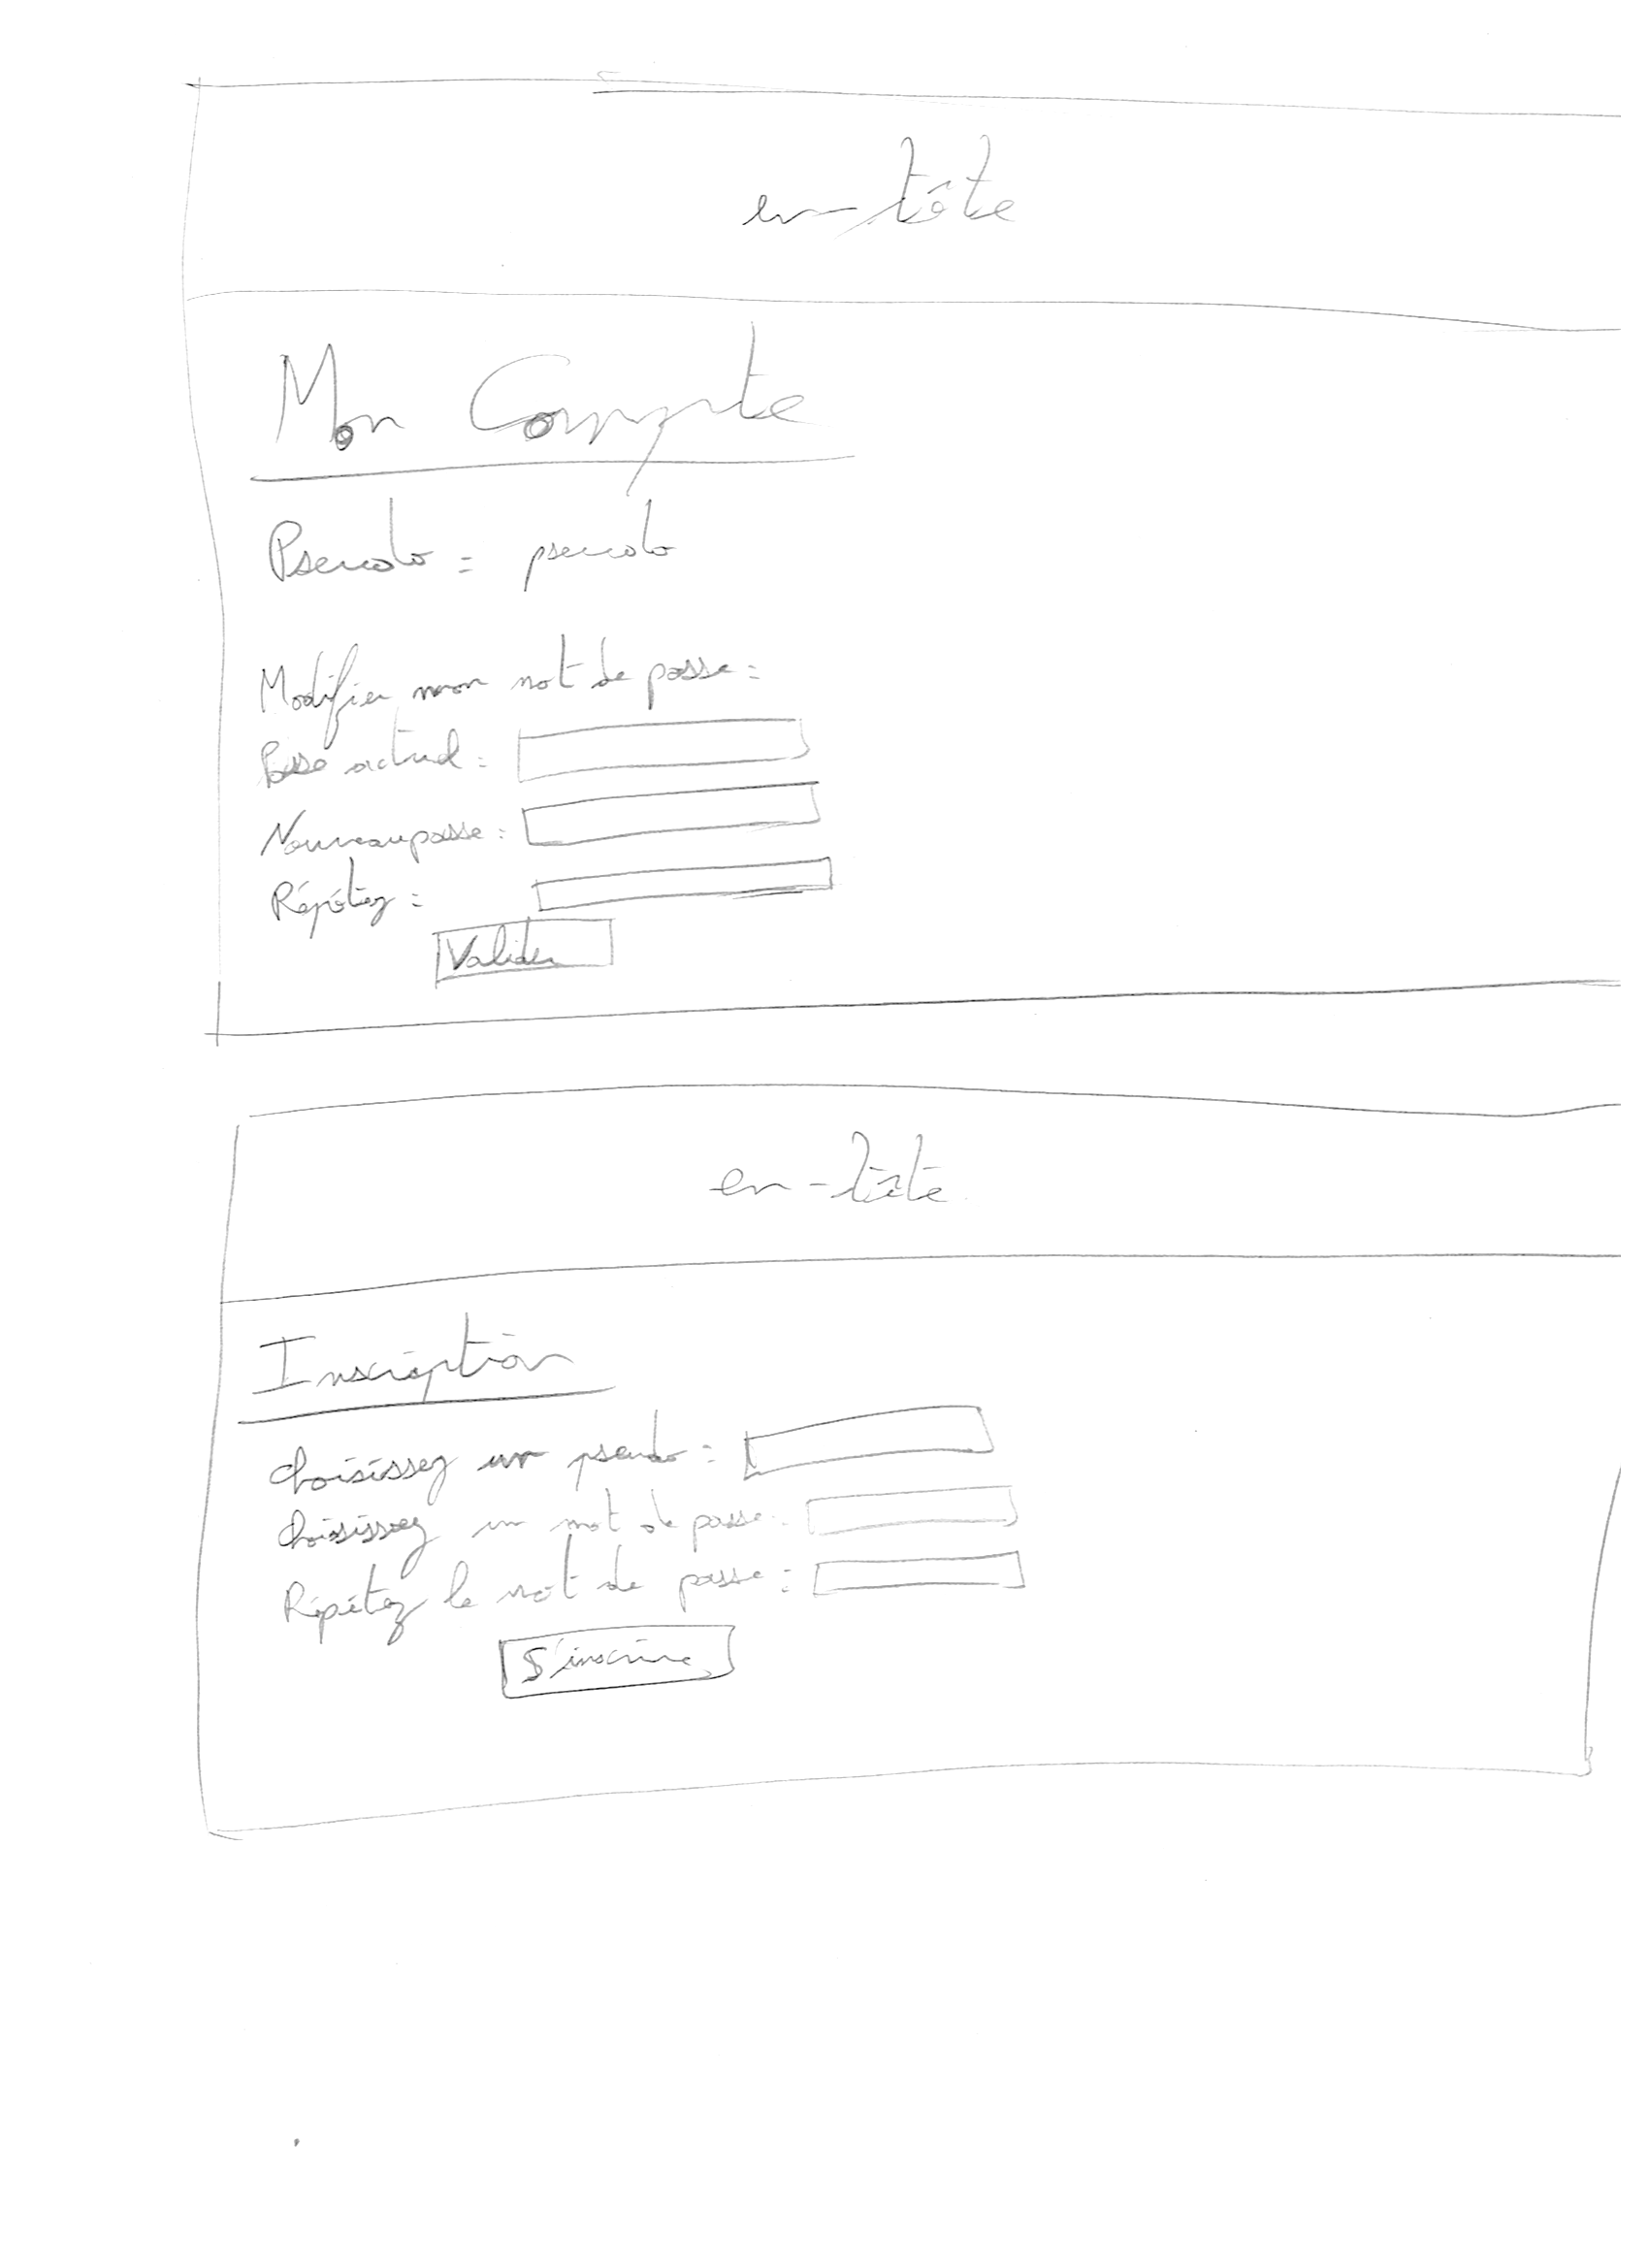 en-tête
Mon Compte
Pseudo : pseudo
Modifier mon mot de passe :
Passe actuel :
Nouveau passe :
Répétez :
Valider
en-tête
Inscription
Choisissez un pseudo :
Choisissez un mot de passe :
Répétez le mot de passe :
S'inscrire